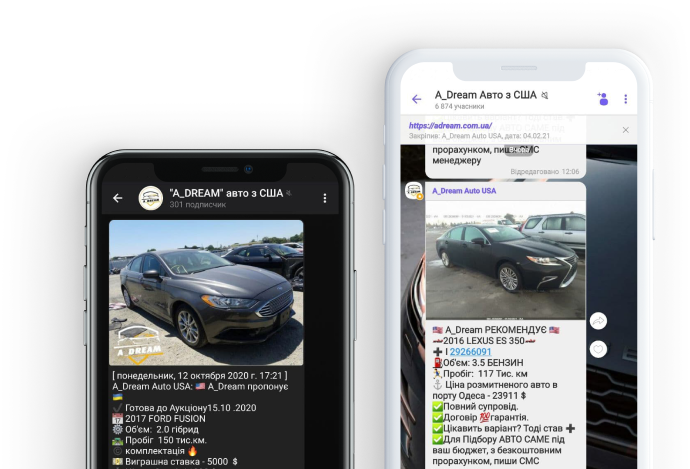 "A_DREAM" авто з США
301 подписчик
A_DREAM
[ понедельник, 12 октября 2020 г. 17:21 ]
A_Dream Auto USA: 🇺🇸 A_Dream пропонує
🇺🇦
✔️ Готова до Аукціону15.10 .2020
📅 2017 FORD FUSION
⚙️ Об'єм: 2.0 гібрид
🚘 Пробіг 150 тис.км.
⚙️ комплектація 🔥
💵 Виграшна ставка - 5000 $
A_Dream Авто з США
6 874 учасники
https://adream.com.ua/
Закріпив: A_Dream Auto USA, дата: 04.02.21
Вчора
прорахунком, пиши СМС
менеджеру
Відредаговано 12:06
A_Dream Auto USA
🇺🇸 A_Dream РЕКОМЕНДУЄ 🇺🇸
2016 LEXUS ES 350
➕ І 29266091
⛽Об'єм: 3.5 БЕНЗИН
Пробіг: 117 Тис. км
⚓ Ціна розмитненого авто в
порту Одеса - 23911 $
✅Повний супровід.
✅Договір 💯гарантія.
✅Цікавить варіант? Тоді став ➕
✅Для Підбору АВТО САМЕ під
ваш бюджет, з безкоштовним
прорахунком, пиши СМС